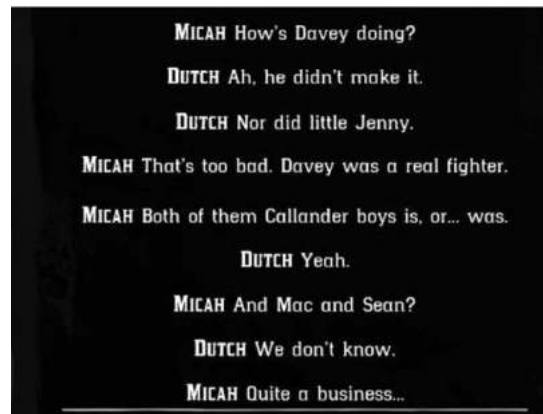 MICAH How's Davey doing?
DUTCH Ah, he didn't make it.
DUTCH Nor did little Jenny.
MICAH That's too bad. Davey was a real fighter.
MICAH Both of them Callander boys is, or... was.
DUTCH Yeah.
MICAH And Mac and Sean?
DUTCH We don't know.
MICAH Quite a business...